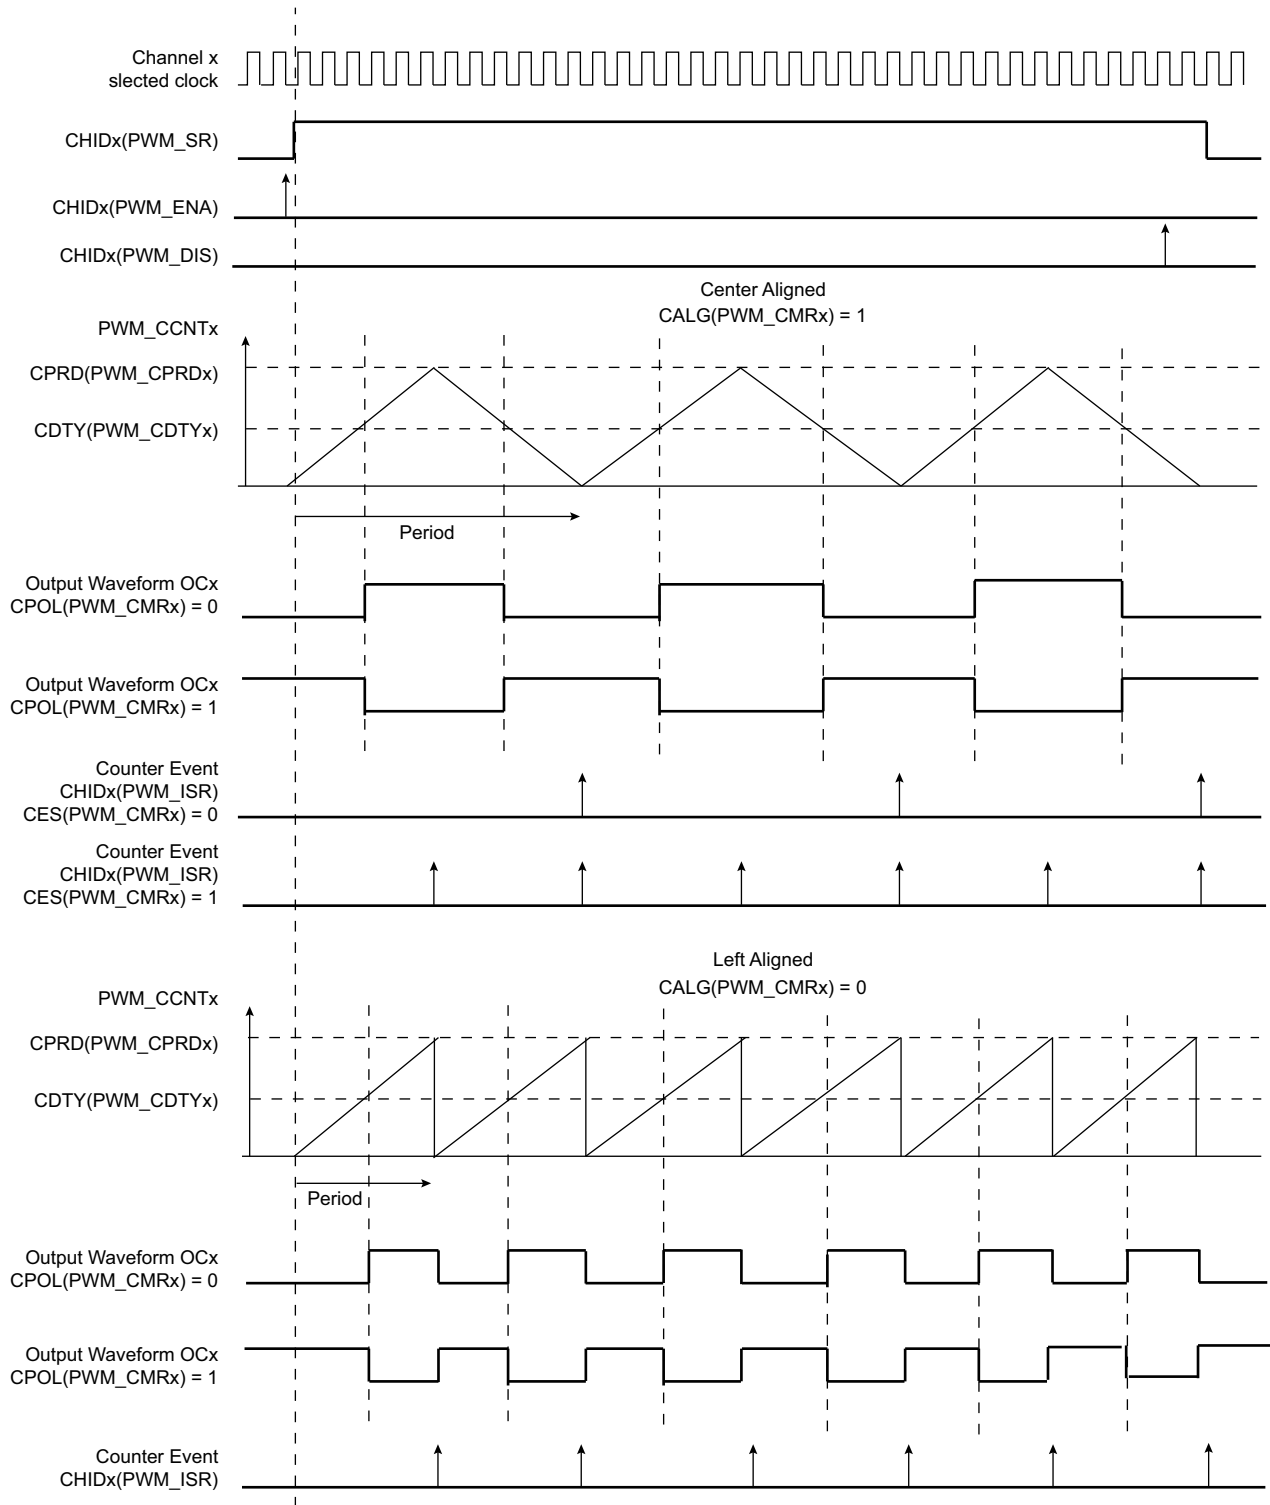 Channel x
slected clock
CHIDx(PWM_SR)
CHIDx(PWM_ENA)
CHIDx(PWM_DIS)
Center Aligned
CALG(PWM_CMRx) = 1
PWM_CCNTx
CPRD(PWM_CPRDx)
CDTY(PWM_CDTYx)
Period
Output Waveform OCx
CPOL(PWM_CMRx) = 0
Output Waveform OCx
CPOL(PWM_CMRx) = 1
Counter Event
CHIDx(PWM_ISR)
CES(PWM_CMRx) = 0
Counter Event
CHIDx(PWM_ISR)
CES(PWM_CMRx) = 1
Left Aligned
CALG(PWM_CMRx) = 0
PWM_CCNTx
CPRD(PWM_CPRDx)
CDTY(PWM_CDTYx)
Period
Output Waveform OCx
CPOL(PWM_CMRx) = 0
Output Waveform OCx
CPOL(PWM_CMRx) = 1
Counter Event
CHIDx(PWM_ISR)